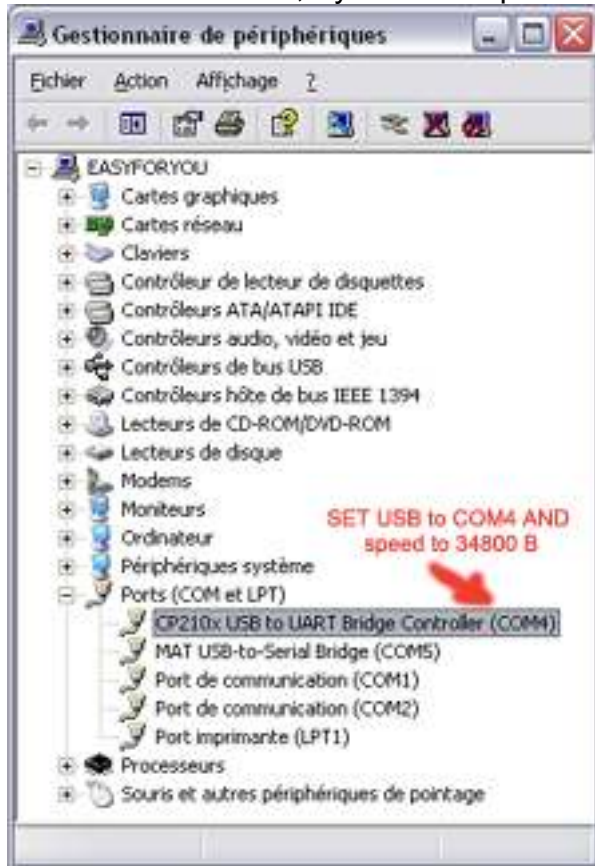 Gestionnaire de périphériques
Fichier Action Affichage ?
EASYFORYOU
Cartes graphiques
Cartes réseau
Claviers
Contrôleur de lecteur de disquettes
Contrôleurs ATA/ATAPI IDE
Contrôleurs audio, vidéo et jeu
Contrôleurs de bus USB
Contrôleurs hôte de bus IEEE 1394
Lecteurs de CD-ROM/DVD-ROM
Lecteurs de disque
Modems
Moniteurs
SET USB to COM4 AND
Ordinateur
speed to 34800 B
Périphériques système
Ports (COM et LPT)
CP210x USB to UART Bridge Controller (COM4)
MAT USB-to-Serial Bridge (COM5)
Port de communication (COM1)
Port de communication (COM2)
Port imprimante (LPT1)
Processeurs
Souris et autres périphériques de pointage